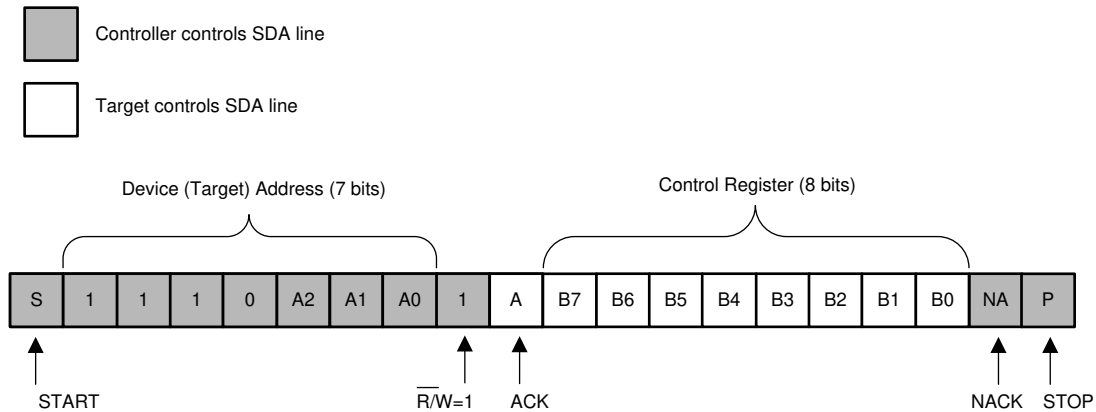 Controller controls SDA line
Target controls SDA line
Device (Target) Address (7 bits)
Control Register (8 bits)
S 1 1 1 0 A2 A1 A0 1 A B7 B6 B5 B4 B3 B2 B1 B0 NA P
START R/W=1 ACK NACK STOP